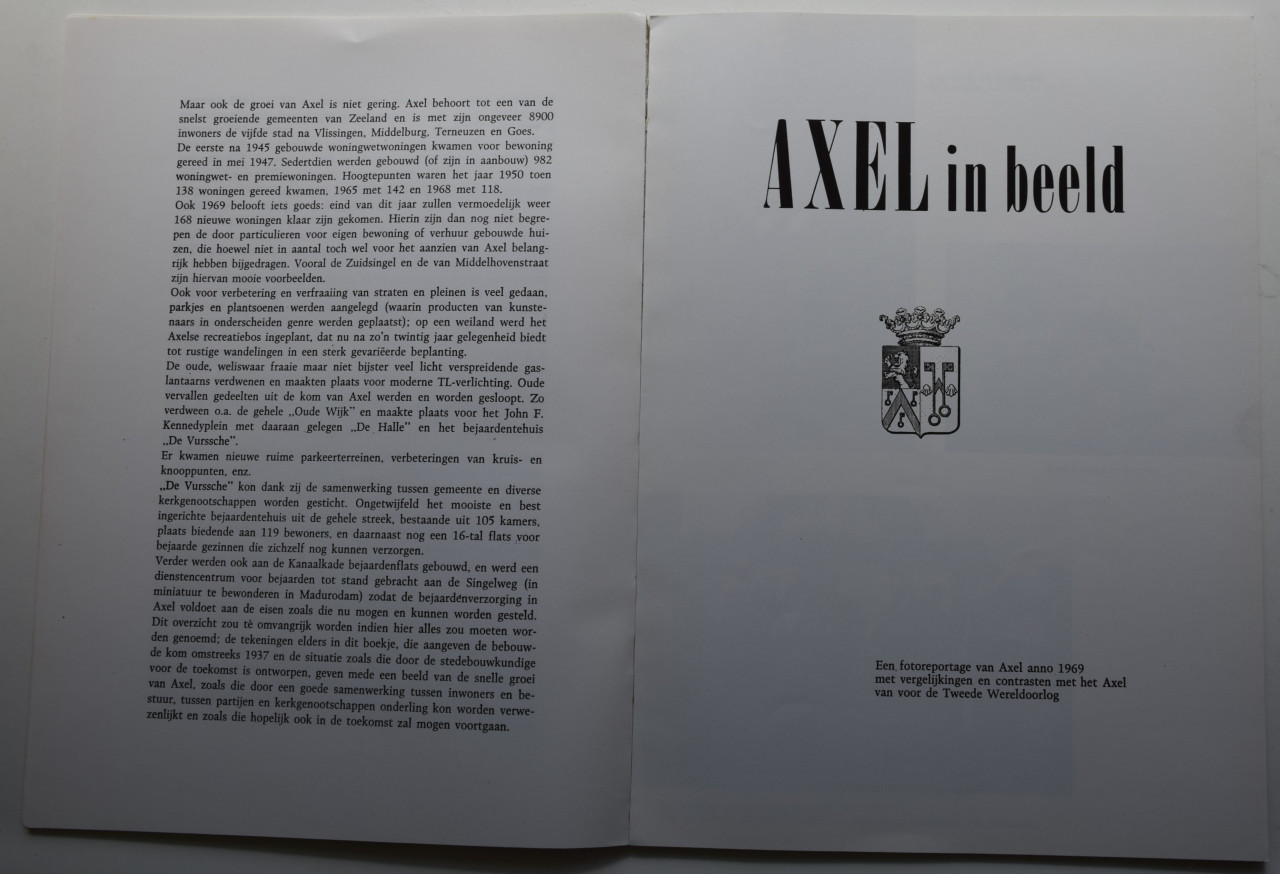 Maar ook de groei van Axel is niet gering. Axel behoort tot een van de
snelst groeiende gemeenten van Zeeland en is met zijn ongeveer 8900
inwoners de vijfde stad na Vlissingen, Middelburg, Terneuzen en Goes.
De eerste na 1945 gebouwde woningwetwoningen kwamen voor bewoning
gereed in mei 1947. Sedertdien werden gebouwd (of zijn in aanbouw) 982
woningwet- en premiewoningen. Hoogtepunten waren het jaar 1950 toen
138 woningen gereed kwamen, 1965 met 142 en 1968 met 118.
Ook 1969 belooft iets goeds: eind van dit jaar zullen vermoedelijk weer
168 nieuwe woningen klaar zijn gekomen. Hierin zijn dan nog niet begre-
pen de door particulieren voor eigen bewoning of verhuur gebouwde hui-
zen, die hoewel niet in aantal toch wel voor het aanzien van Axel belang-
rijk hebben bijgedragen. Vooral de Zuidsingel en de van Middelhovenstraat
zijn hiervan mooie voorbeelden.
Ook voor verbetering en verfraaiing van straten en pleinen is veel gedaan,
parkjes en plantsoenen werden aangelegd (waarin producten van kunste-
naars in onderscheiden genre werden geplaatst); op een weiland werd het
Axelse recreatiebos ingeplant, dat nu na zo'n twintig jaar gelegenheid biedt
tot rustige wandelingen in een sterk gevariëerde beplanting.
De oude, weliswaar fraaie maar niet bijster veel licht verspreidende gas-
lantaarns verdwenen en maakten plaats voor moderne TL-verlichting. Oude
vervallen gedeelten uit de kom van Axel werden en worden gesloopt. Zo
verdween o.a. de gehele „Oude Wijk" en maakte plaats voor het John F.
Kennedyplein met daaraan gelegen „De Halle" en het bejaardentehuis
„De Vurssche".
Er kwamen nieuwe ruime parkeerterreinen, verbeteringen van kruis- en
knooppunten, enz.
„De Vurssche" kon dank zij de samenwerking tussen gemeente en diverse
kerkgenootschappen worden gesticht. Ongetwijfeld het mooiste en best
ingerichte bejaardentehuis uit de gehele streek, bestaande uit 105 kamers,
plaats biedende aan 119 bewoners, en daarnaast nog een 16-tal flats voor
bejaarde gezinnen die zichzelf nog kunnen verzorgen.
Verder werden ook aan de Kanaalkade bejaardenflats gebouwd, en werd een
dienstencentrum voor bejaarden tot stand gebracht aan de Singelweg (in
miniatuur te bewonderen in Madurodam) zodat de bejaardenverzorging in
Axel voldoet aan de eisen zoals die nu mogen en kunnen worden gesteld.
Dit overzicht zou tè omvangrijk worden indien hier alles zou moeten wor-
den genoemd; de tekeningen elders in dit boekje, die aangeven de bebouw-
de kom omstreeks 1937 en de situatie zoals die door de stedebouwkundige
voor de toekomst is ontworpen, geven mede een beeld van de snelle groei
van Axel, zoals die door een goede samenwerking tussen inwoners en be-
stuur, tussen partijen en kerkgenootschappen onderling kon worden verwe-
zenlijkt en zoals die hopelijk ook in de toekomst zal mogen voortgaan.
AXEL in beeld
Een fotoreportage van Axel anno 1969
met vergelijkingen en contrasten met het Axel
van voor de Tweede Wereldoorlog